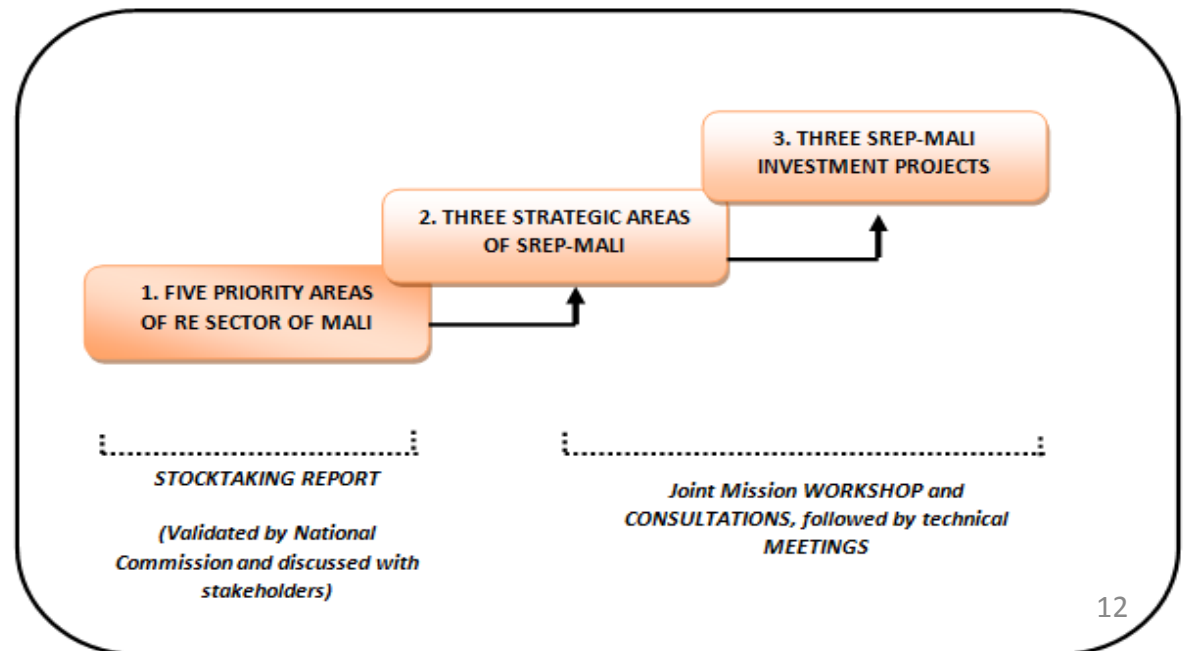 3. THREE SREP-MALI
INVESTMENT PROJECTS
2. THREE STRATEGIC AREAS
OF SREP-MALI
1. FIVE PRIORITY AREAS
OF RE SECTOR OF MALI
STOCKTAKING REPORT
(Validated by National
Commission and discussed with
stakeholders)
Joint Mission WORKSHOP and
CONSULTATIONS, followed by technical
MEETINGS
12